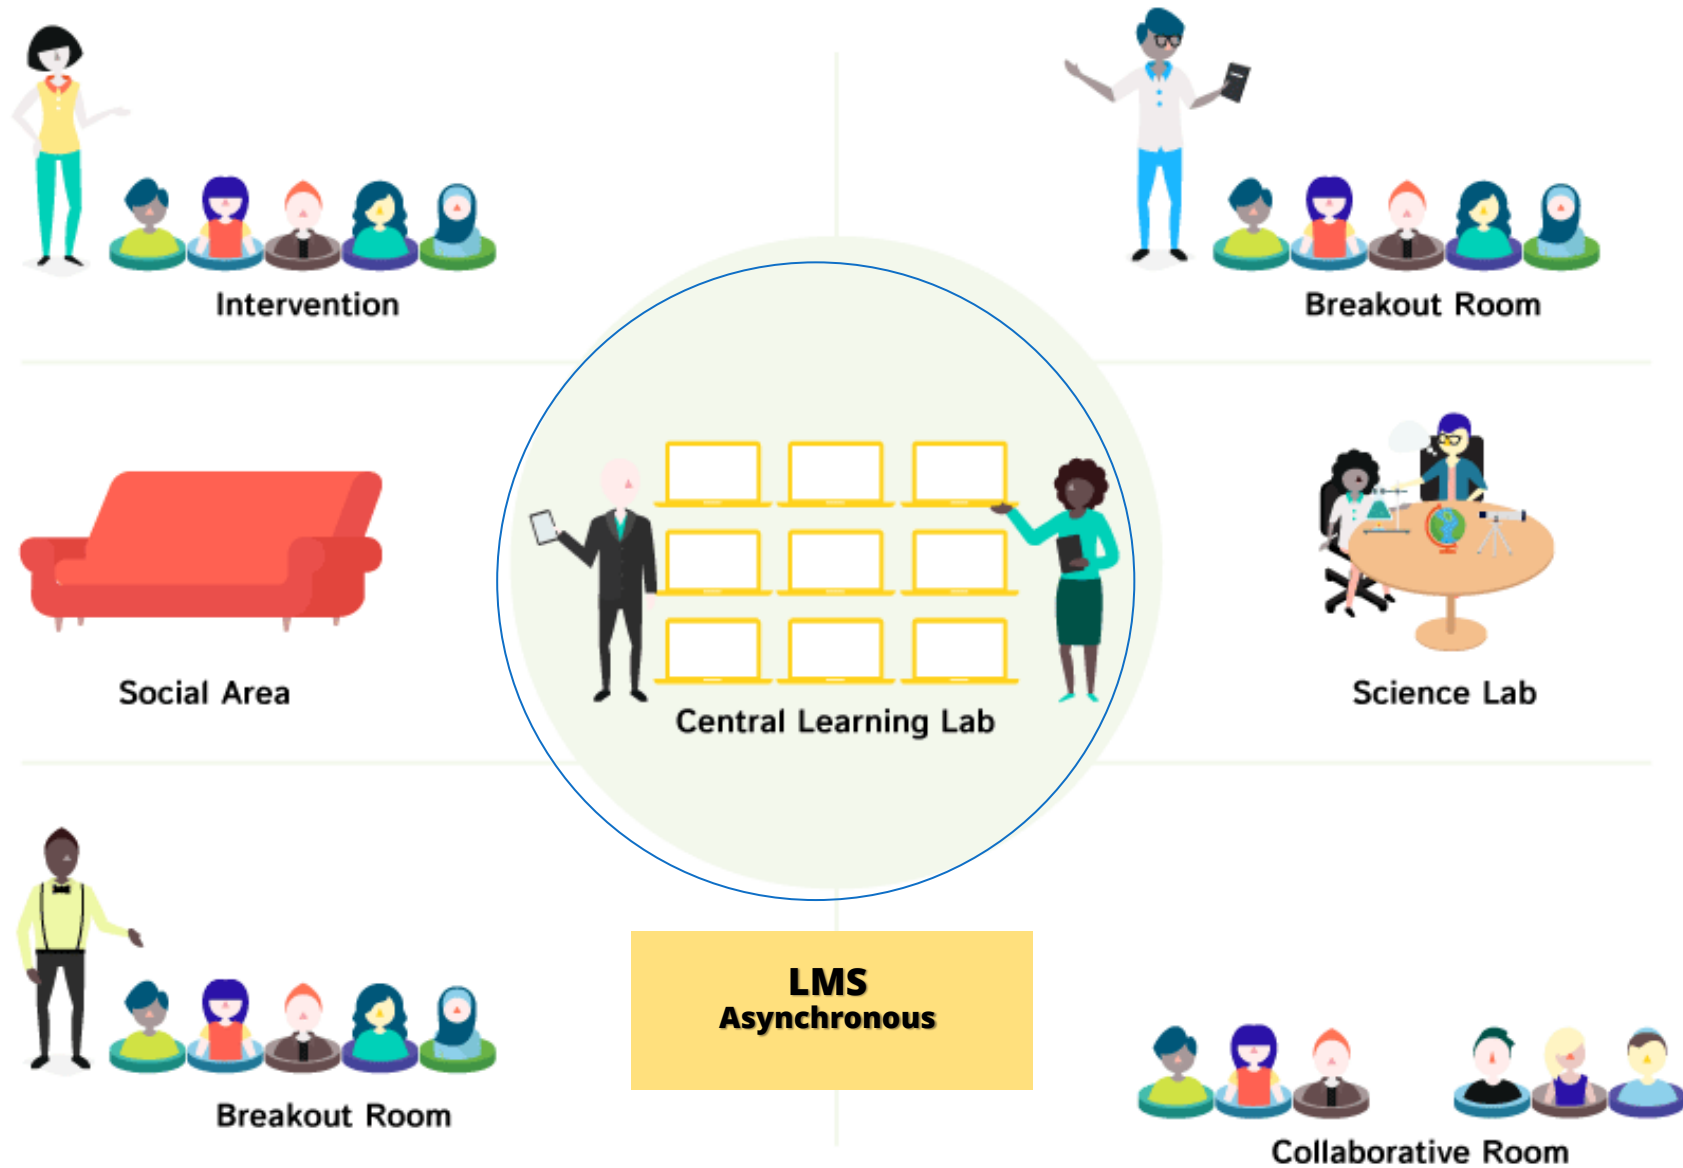 Intervention
Breakout Room
Social Area
Central Learning Lab
Science Lab
LMS
Asynchronous
Breakout Room
Collaborative Room